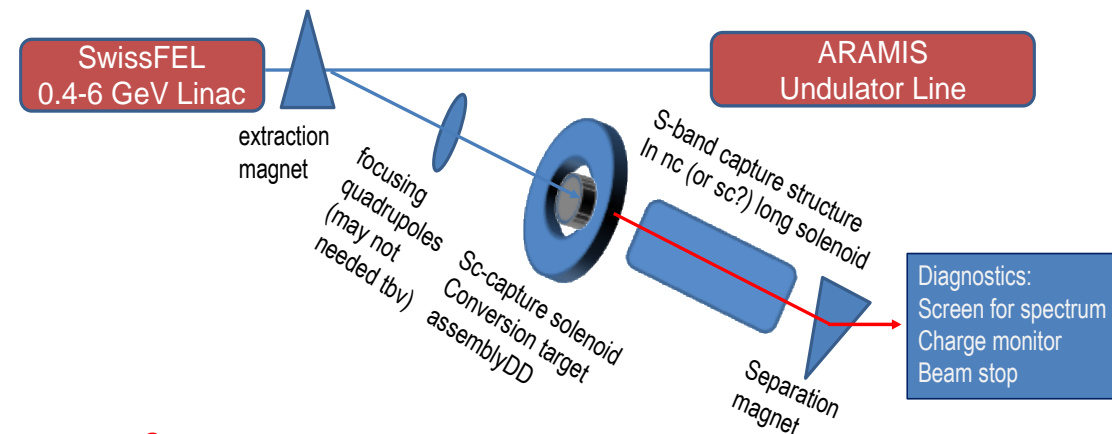 SwissFEL
0.4-6 GeV Linac
ARAMIS
Undulator Line
extraction
magnet
focusing
quadrupoles
(may not
needed tbv)
Sc-capture solenoid
Conversion target
assemblyDD
S-band capture structure
In nc (or sc?) long solenoid
Separation
magnet
Diagnostics:
Screen for spectrum
Charge monitor
Beam stop